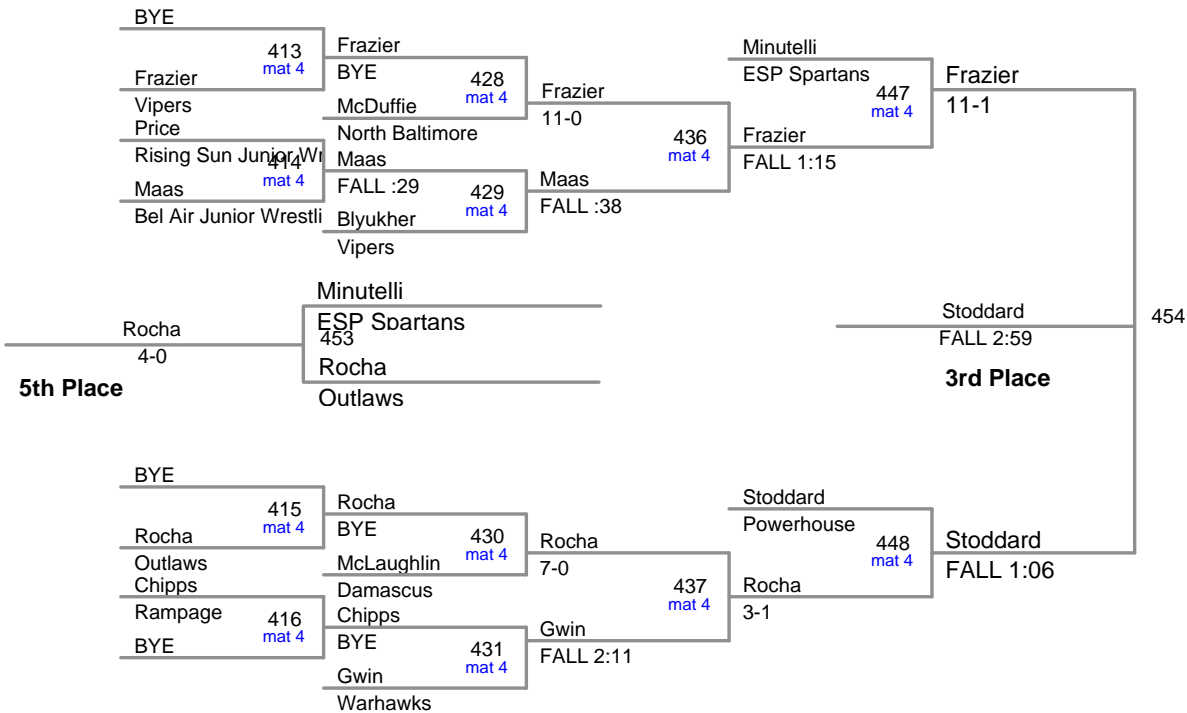 BYE
413
mat 4
Frazier
Vipers
Frazier
BYE
428
mat 4
McDuffie
North Baltimore
Price
Rising Sun Junior Wr
414
mat 4
Maas
Bel Air Junior Wrestli
Maas
FALL :29
429
mat 4
Blyukher
Vipers
Frazier
11-0
436
mat 4
Maas
FALL :38
Minutelli
ESP Spartans
447
mat 4
Frazier
FALL 1:15
Frazier
11-1
Minutelli
ESP Spartans
453
Rocha
Outlaws
Rocha
4-0
5th Place
Stoddard
FALL 2:59
3rd Place
454
BYE
415
mat 4
Rocha
Outlaws
Rocha
BYE
430
mat 4
McLaughlin
Damascus
Chipps
Rampage
416
mat 4
BYE
Chipps
BYE
431
mat 4
Gwin
Warhawks
Rocha
7-0
437
mat 4
Gwin
FALL 2:11
Stoddard
Powerhouse
448
mat 4
Rocha
3-1
Stoddard
FALL 1:06